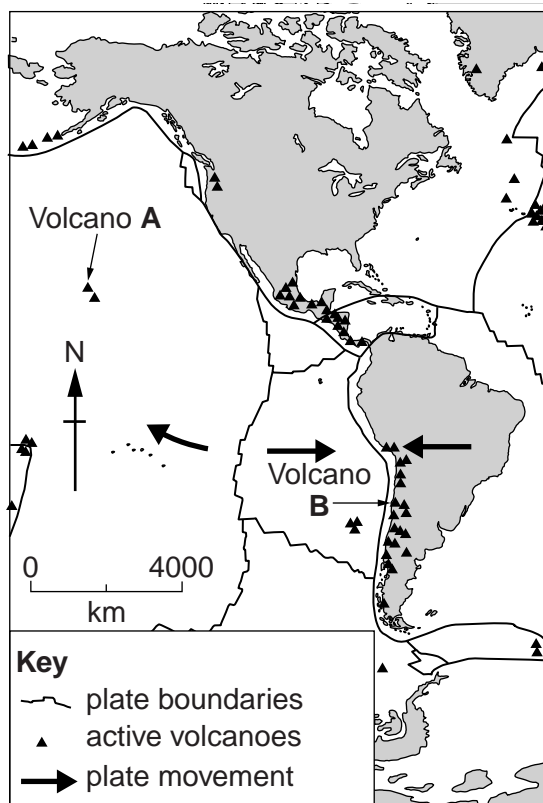 Volcano A
N
Volcano
B
0 4000
km
Key
plate boundaries
active volcanoes
plate movement